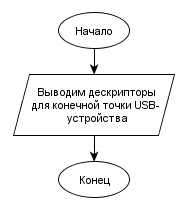 Начало
Выводим дескрипторы
для конечной точки USB-
устройства
Конец